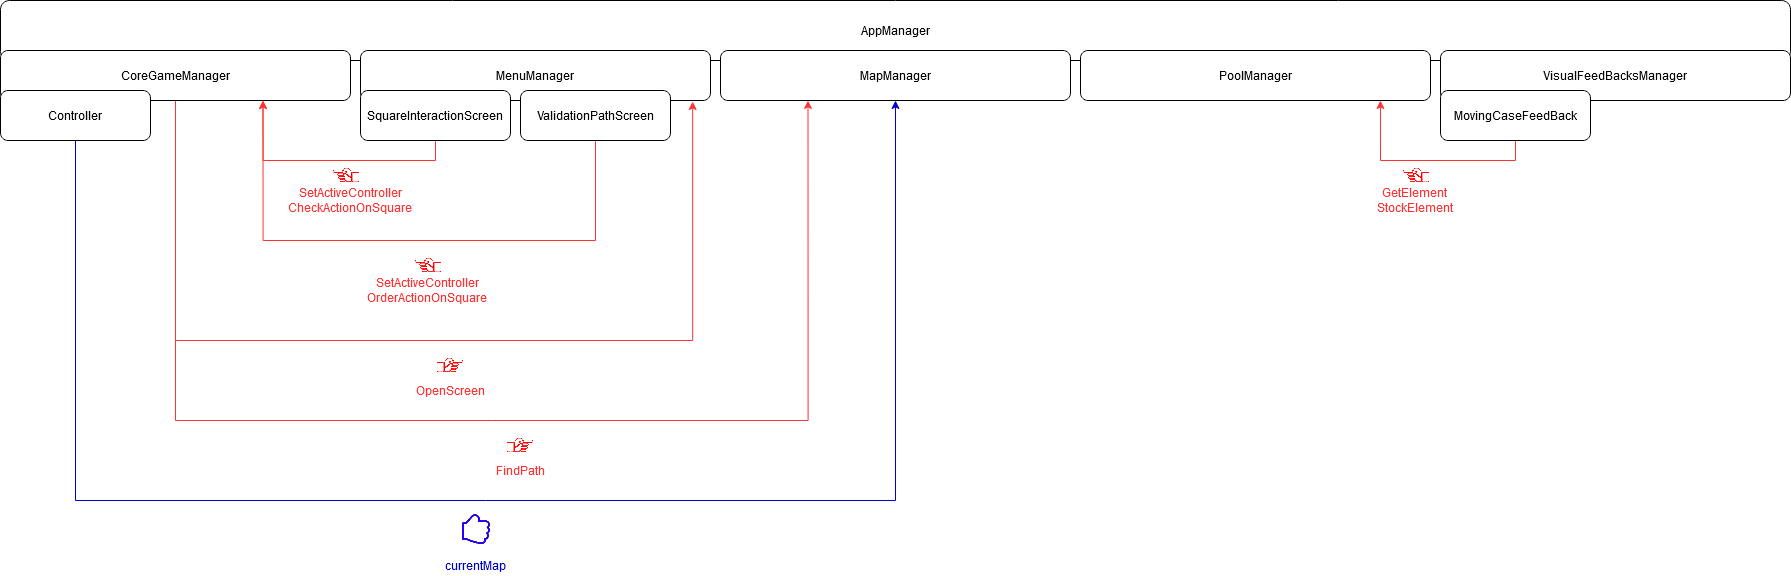 AppManager
CoreGameManager
MenuManager
MapManager
PoolManager
VisualFeedBacksManager
Controller
SquareInteractionScreen
ValidationPathScreen
MovingCaseFeedBack
SetActiveController
CheckActionOnSquare
GetElement
StockElement
SetActiveController
OrderActionOnSquare
OpenScreen
FindPath
currentMap